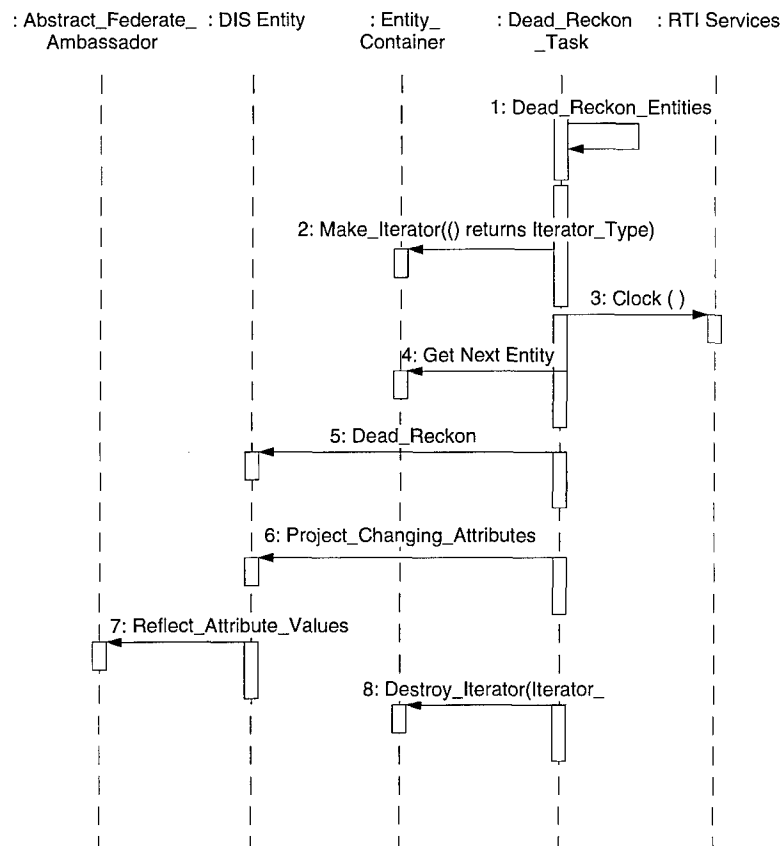 : Abstract_Federate_ : DIS Entity : Entity_ : Dead_Reckon : RTI Services
Ambassador Container _Task
1: Dead_Reckon_Entities
2: Make_Iterator(() returns Iterator_Type)
3: Clock ( )
4: Get Next Entity
5: Dead_Reckon
6: Project_Changing_Attributes
7: Reflect_Attribute_Values
8: Destroy_Iterator(Iterator_